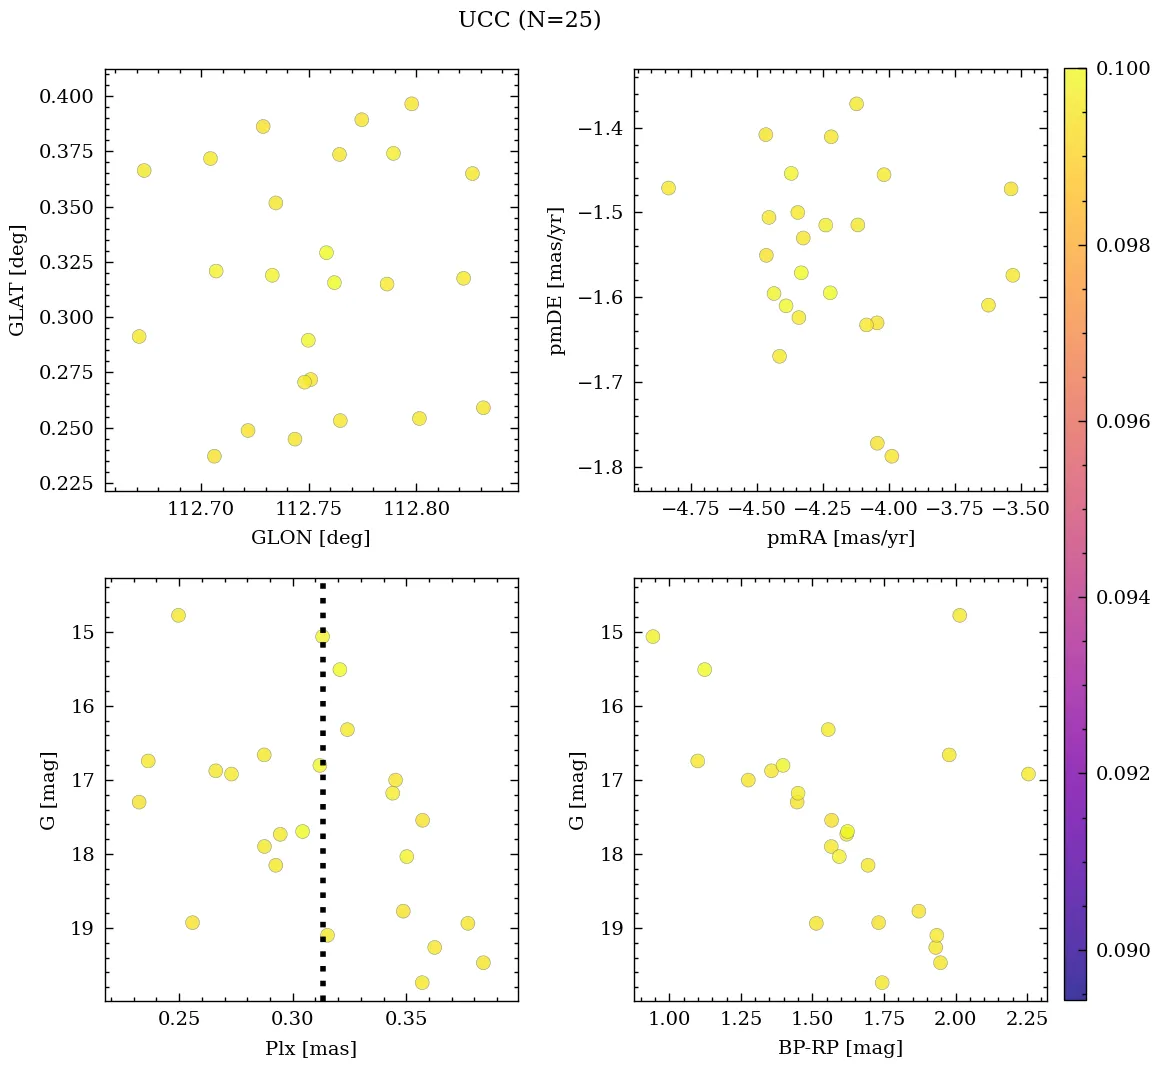 UCC (N=25)
0.400
0.375
0.350
0.325
0.300
0.275
0.250
0.225
GLAT [deg]
112.70 112.75 112.80
GLON [deg]
−1.4
−1.5
−1.6
−1.7
−1.8
pmDE [mas/yr]
−4.75 −4.50 −4.25 −4.00 −3.75 −3.50
pmRA [mas/yr]
15
16
17
18
19
G [mag]
0.25 0.30 0.35
Plx [mas]
15
16
17
18
19
G [mag]
1.00 1.25 1.50 1.75 2.00 2.25
BP-RP [mag]
0.100
0.098
0.096
0.094
0.092
0.090